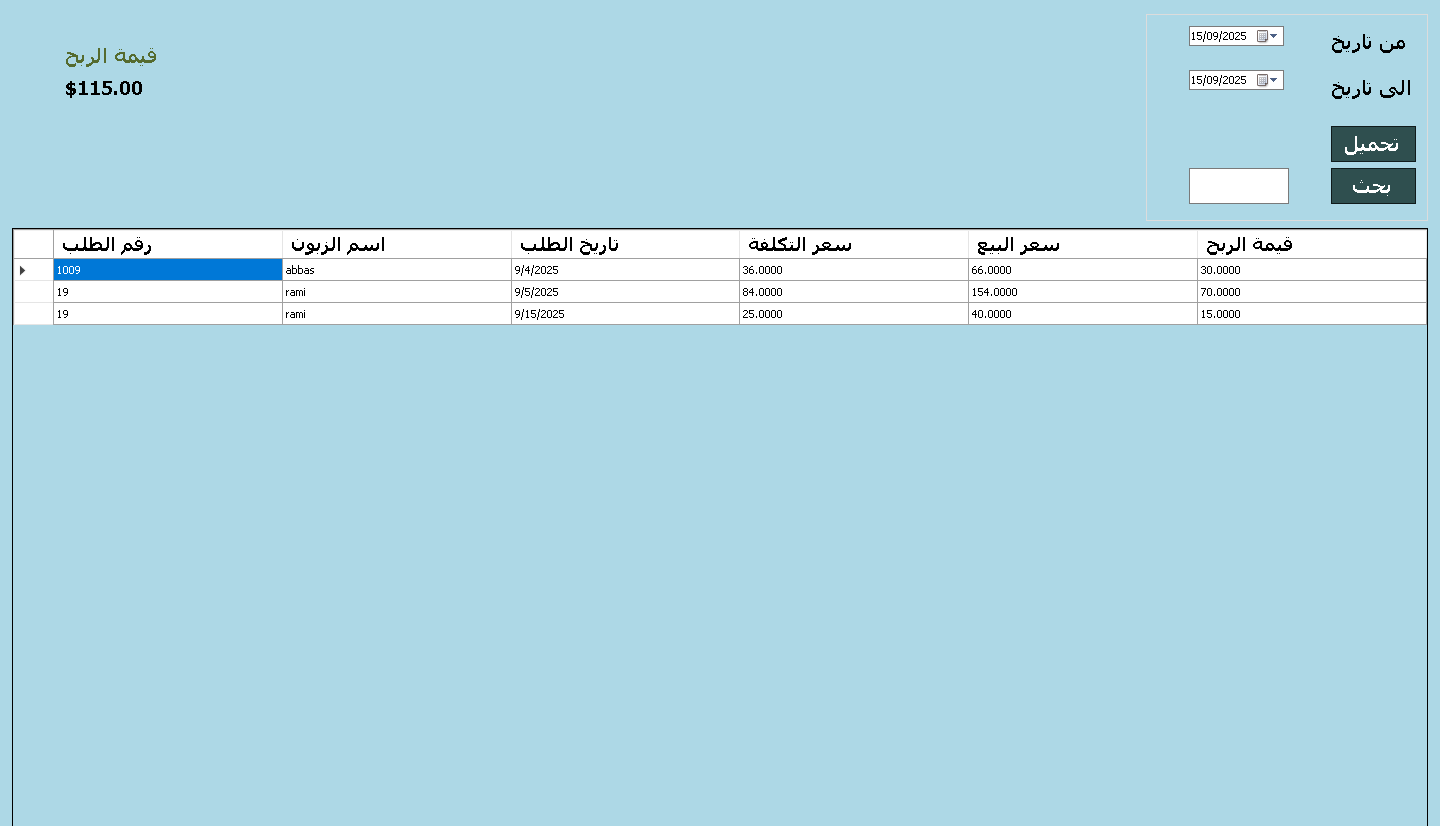 من تاريخ 15/09/2025
الى تاريخ 15/09/2025
تحميل
بحث
قيمة الربح
$115.00
رقم الطلب اسم الزبون تاريخ الطلب سعر التكلفة سعر البيع قيمة الربح
1009 abbas 9/4/2025 36.0000 66.0000 30.0000
19 rami 9/5/2025 84.0000 154.0000 70.0000
19 rami 9/15/2025 25.0000 40.0000 15.0000